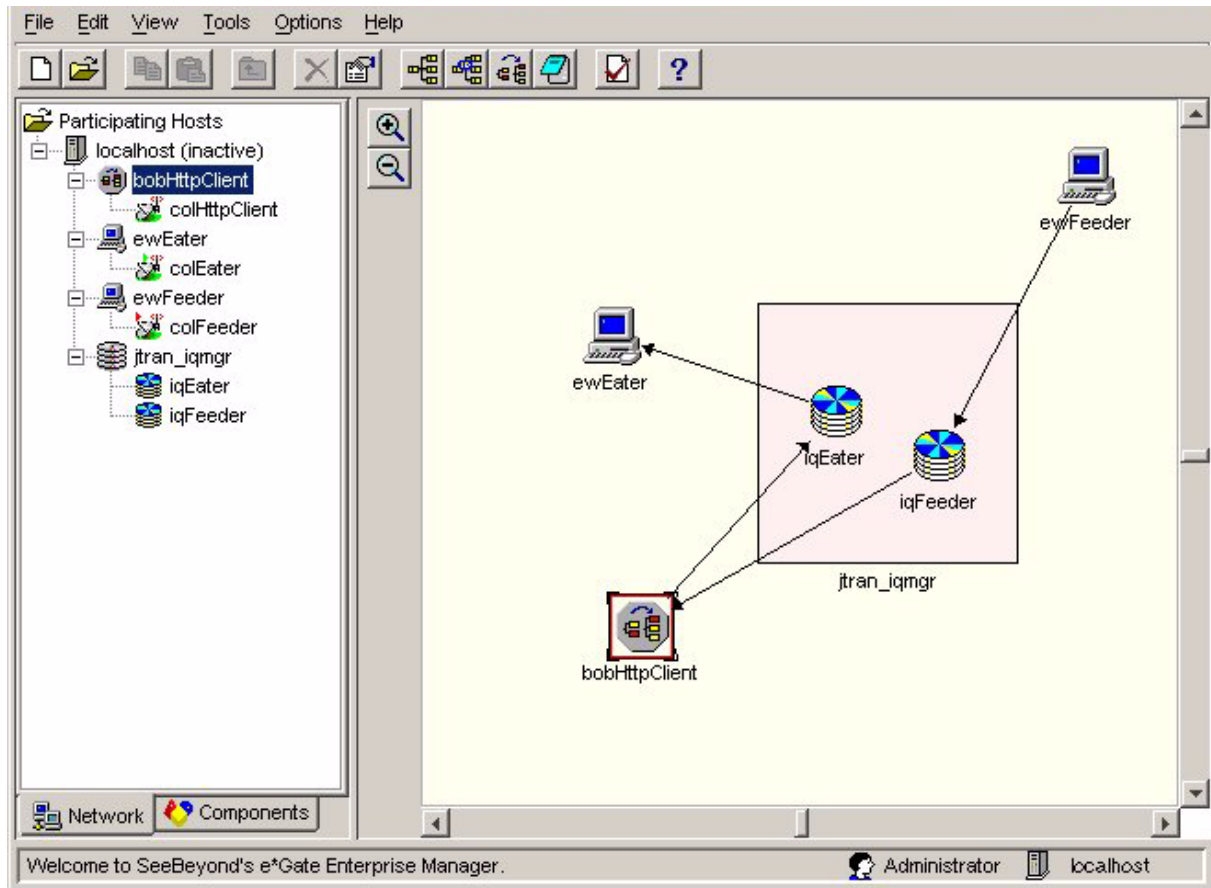 File Edit View Tools Options Help
?
Participating Hosts
localhost (inactive)
bobHttpClient
colHttpClient
ewEater
colEater
ewFeeder
colFeeder
jtran_iqmgr
iqEater
iqFeeder
ewFeeder
ewEater
iqEater
iqFeeder
jtran_iqmgr
bobHttpClient
Network Components
Welcome to SeeBeyond's e*Gate Enterprise Manager. Administrator localhost